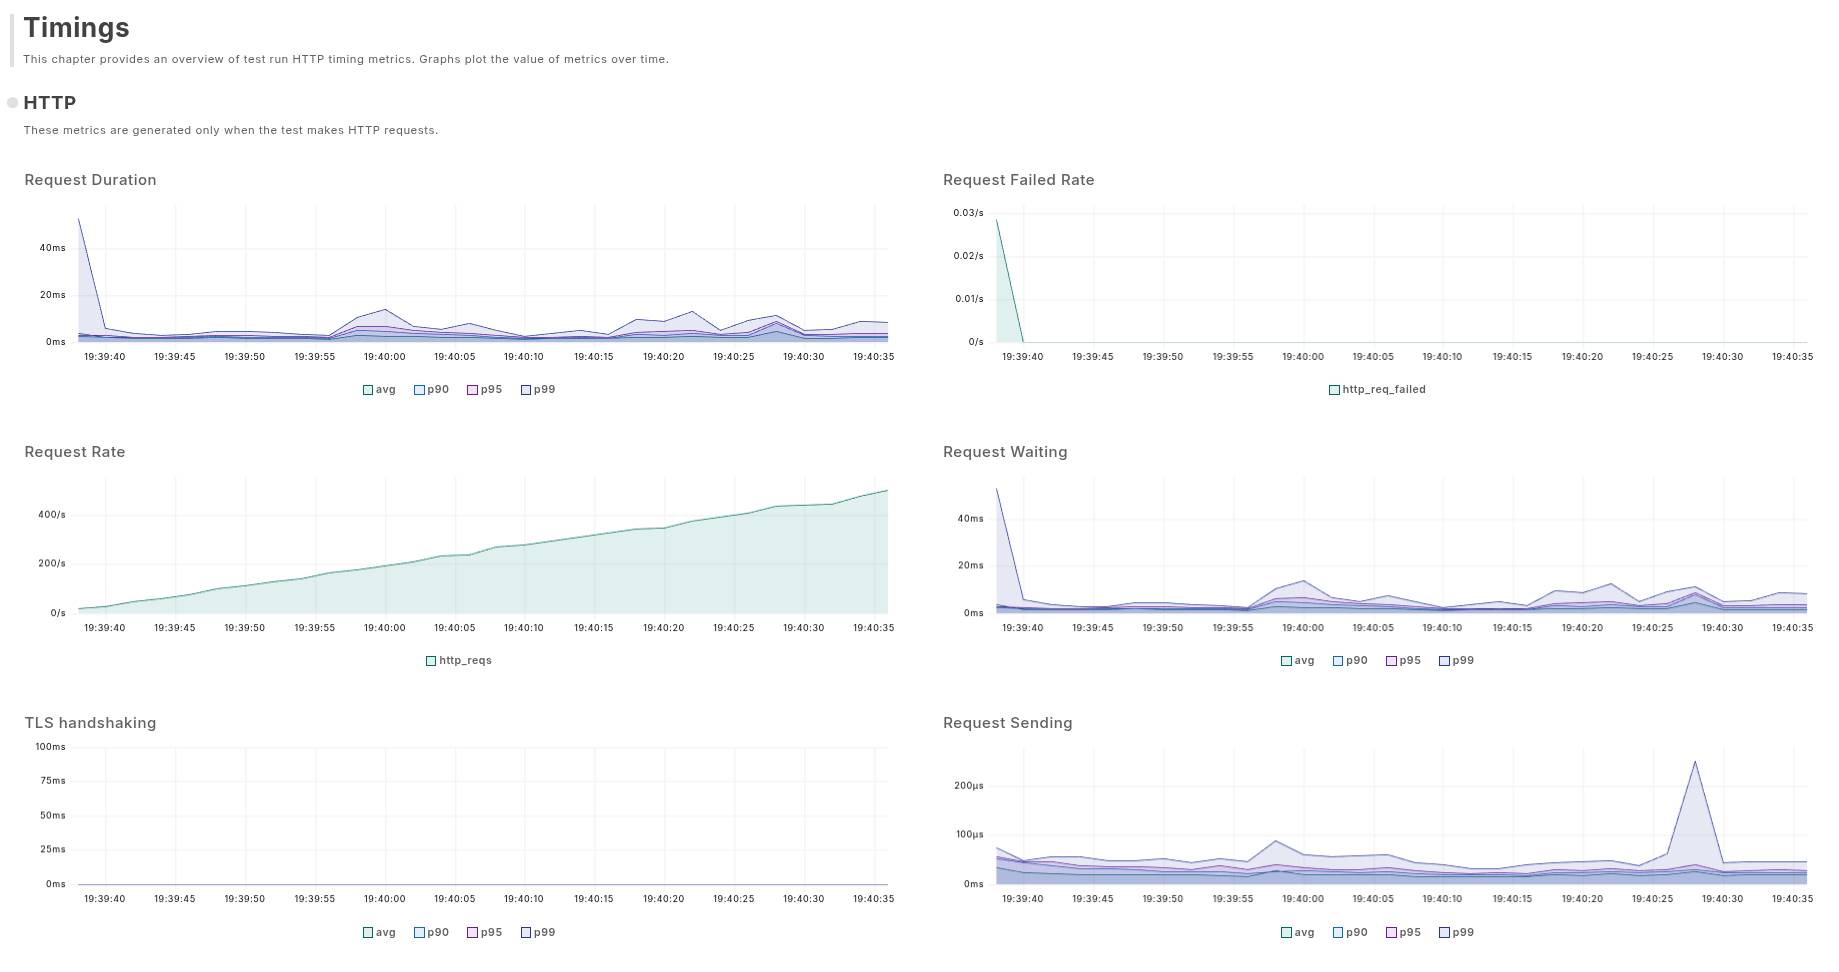 Timings
This chapter provides an overview of test run HTTP timing metrics. Graphs plot the value of metrics over time.
HTTP
These metrics are generated only when the test makes HTTP requests.
Request Duration
40ms
20ms
0ms
19:39:40 19:39:45 19:39:50 19:39:55 19:40:00 19:40:05 19:40:10 19:40:15 19:40:20 19:40:25 19:40:30 19:40:35
avg p90 p95 p99
Request Failed Rate
0.03/s
0.02/s
0.01/s
0/s
19:39:40 19:39:45 19:39:50 19:39:55 19:40:00 19:40:05 19:40:10 19:40:15 19:40:20 19:40:25 19:40:30 19:40:35
http_req_failed
Request Rate
400/s
200/s
0/s
19:39:40 19:39:45 19:39:50 19:39:55 19:40:00 19:40:05 19:40:10 19:40:15 19:40:20 19:40:25 19:40:30 19:40:35
http_reqs
Request Waiting
40ms
20ms
0ms
19:39:40 19:39:45 19:39:50 19:39:55 19:40:00 19:40:05 19:40:10 19:40:15 19:40:20 19:40:25 19:40:30 19:40:35
avg p90 p95 p99
TLS handshaking
100ms
75ms
50ms
25ms
0ms
19:39:40 19:39:45 19:39:50 19:39:55 19:40:00 19:40:05 19:40:10 19:40:15 19:40:20 19:40:25 19:40:30 19:40:35
avg p90 p95 p99
Request Sending
200µs
100µs
0ms
19:39:40 19:39:45 19:39:50 19:39:55 19:40:00 19:40:05 19:40:10 19:40:15 19:40:20 19:40:25 19:40:30 19:40:35
avg p90 p95 p99